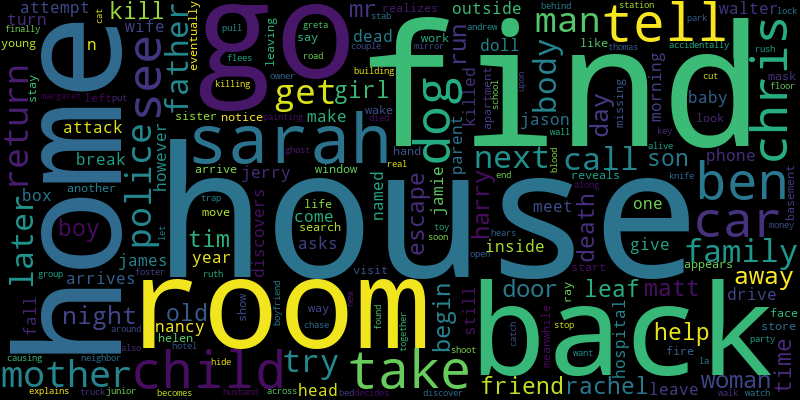 attempt
cat
kill
go
mr
realizes
outside
behind
man
tell
station
walter
lock
finally
turn
young
n
wife
father
pull
greta
say
road
leaving
flees
dead
couple
mirror
work
stab
andrew
run
doll
like
thomas
park
accidentally
rush
cat
mask
home
see
stay
eventually
get
girl
killing
owner
building
find
body
day
missing
morning
cut
look
baby
floor
chris
return
margaret
left
put
attack
break
police
however
sister
notice
make
painting
died
wake
killed
parent
apartment
school
upon
jason
wall
key
alive
box
another
sarah
arrive
jerry
window
ghost
hand
real
dog
next
call
son
phone
blood
reveals
knife
basement
money
boy
later
trap
move
let
house
life
come
search
named
escape
jamie
harry
end
meet
death
one
along
ben
car
tim
year
asks
discovers
toy
soon
hears
open
inside
give
family
james
arrives
group
foster
ruth
visit
begin
start
appears
away
night
fall
around
also
nancy
helen
hotel
old
boyfriend
show
room
way
chase
new
found
together
still
door
ray
leaf
matt
drive
help
store
face
party
time
causing
neighbor
mother
explains
truck
junior
child
becomes
husband
hide
across
try
head
bed
decides
take
shoot
discover
friend
catch
meanwhile
stop
want
rachel
hospital
fire
la
leave
woman
walk
watch
back